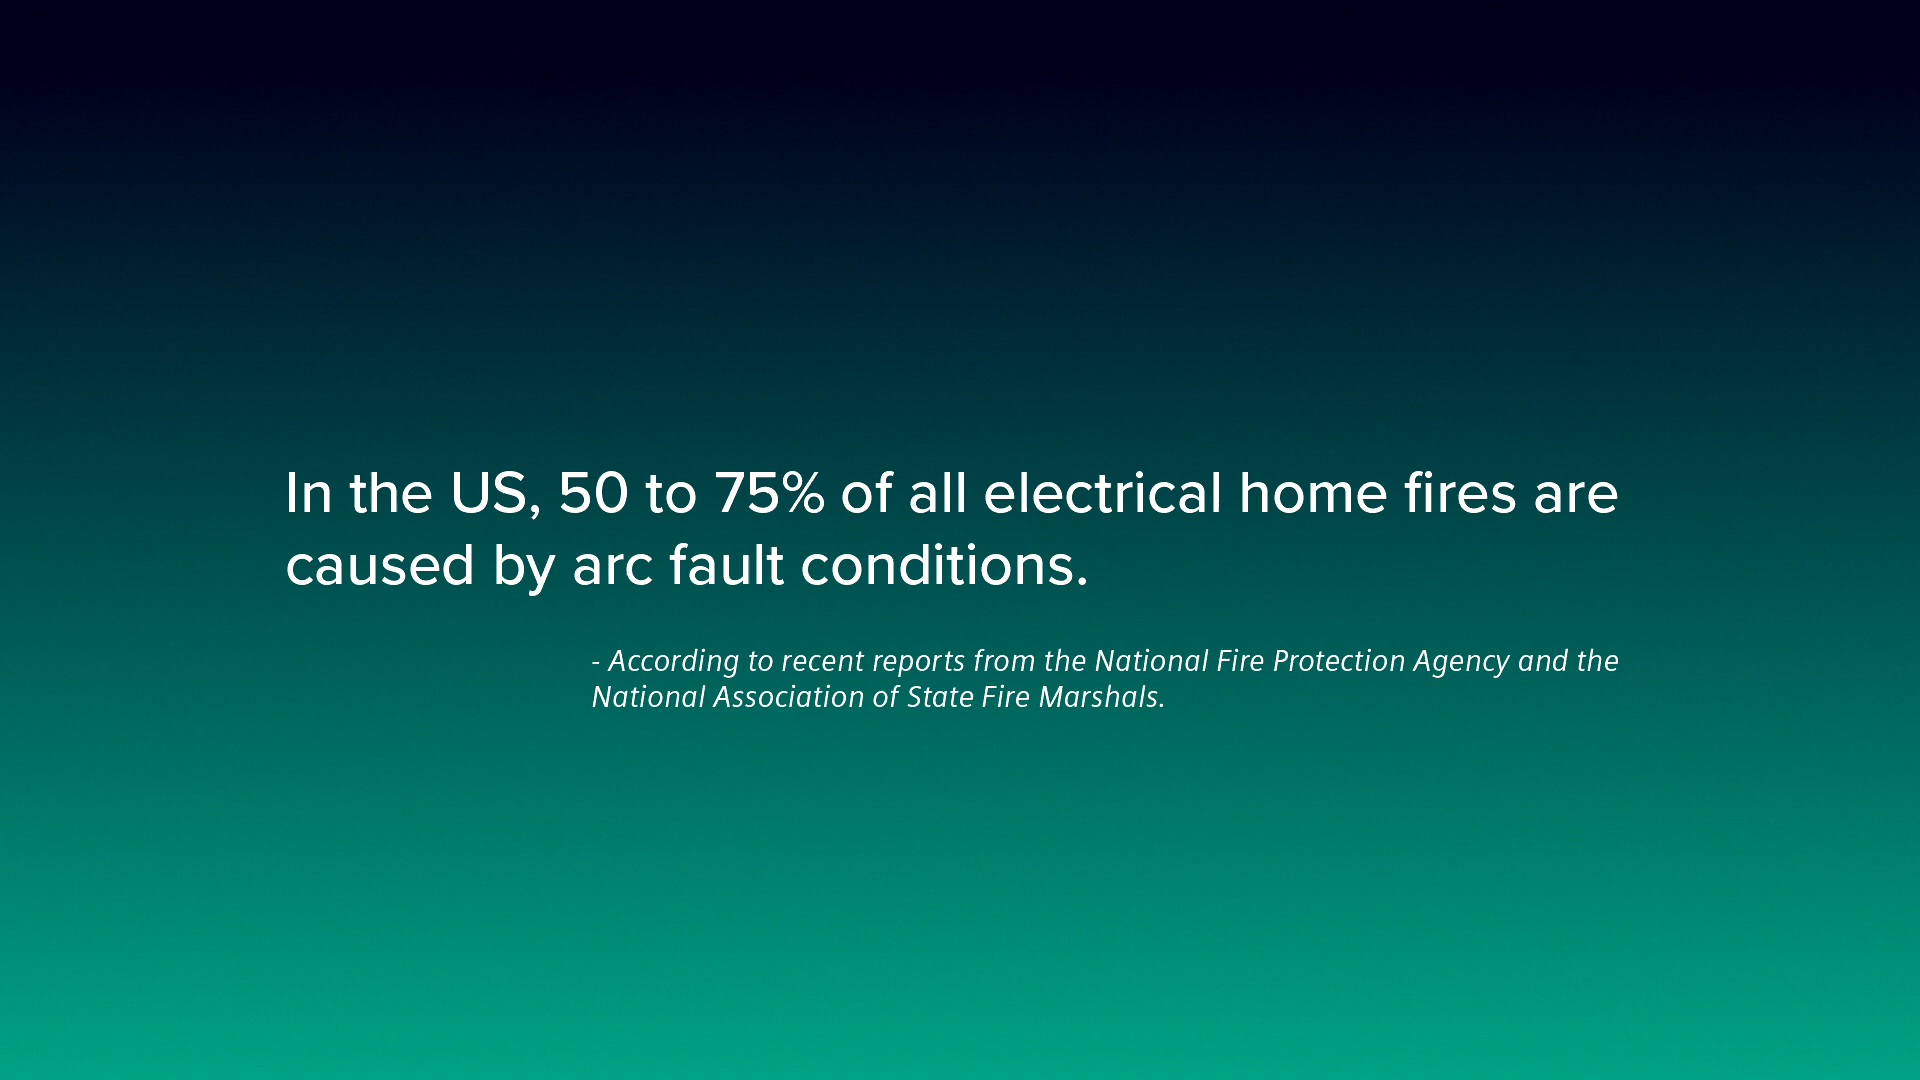 In the US, 50 to 75% of all electrical home fires are
caused by arc fault conditions.
- According to recent reports from the National Fire Protection Agency and the
National Association of State Fire Marshals.